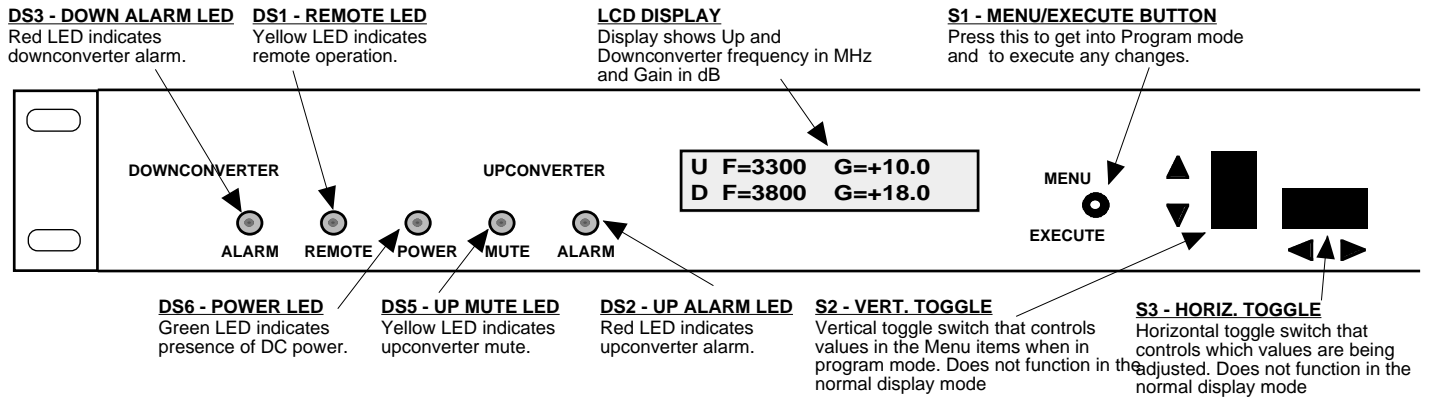 DS3 - DOWN ALARM LED
Red LED indicates
downconverter alarm.
DS1 - REMOTE LED
Yellow LED indicates
remote operation.
LCD DISPLAY
Display shows Up and
Downconverter frequency in MHz
and Gain in dB
S1 - MENU/EXECUTE BUTTON
Press this to get into Program mode
and to execute any changes.
DOWNCONVERTER
UPCONVERTER
U F=3300 G=+10.0
D F=3800 G=+18.0
MENU
EXECUTE
ALARM
REMOTE
POWER
MUTE
ALARM
DS6 - POWER LED
Green LED indicates
presence of DC power.
DS5 - UP MUTE LED
Yellow LED indicates
upconverter mute.
DS2 - UP ALARM LED
Red LED indicates
upconverter alarm.
S2 - VERT. TOGGLE
Vertical toggle switch that controls
values in the Menu items when in
program mode. Does not function in the
normal display mode
S3 - HORIZ. TOGGLE
Horizontal toggle switch that
controls which values are being
adjusted. Does not function in the
normal display mode